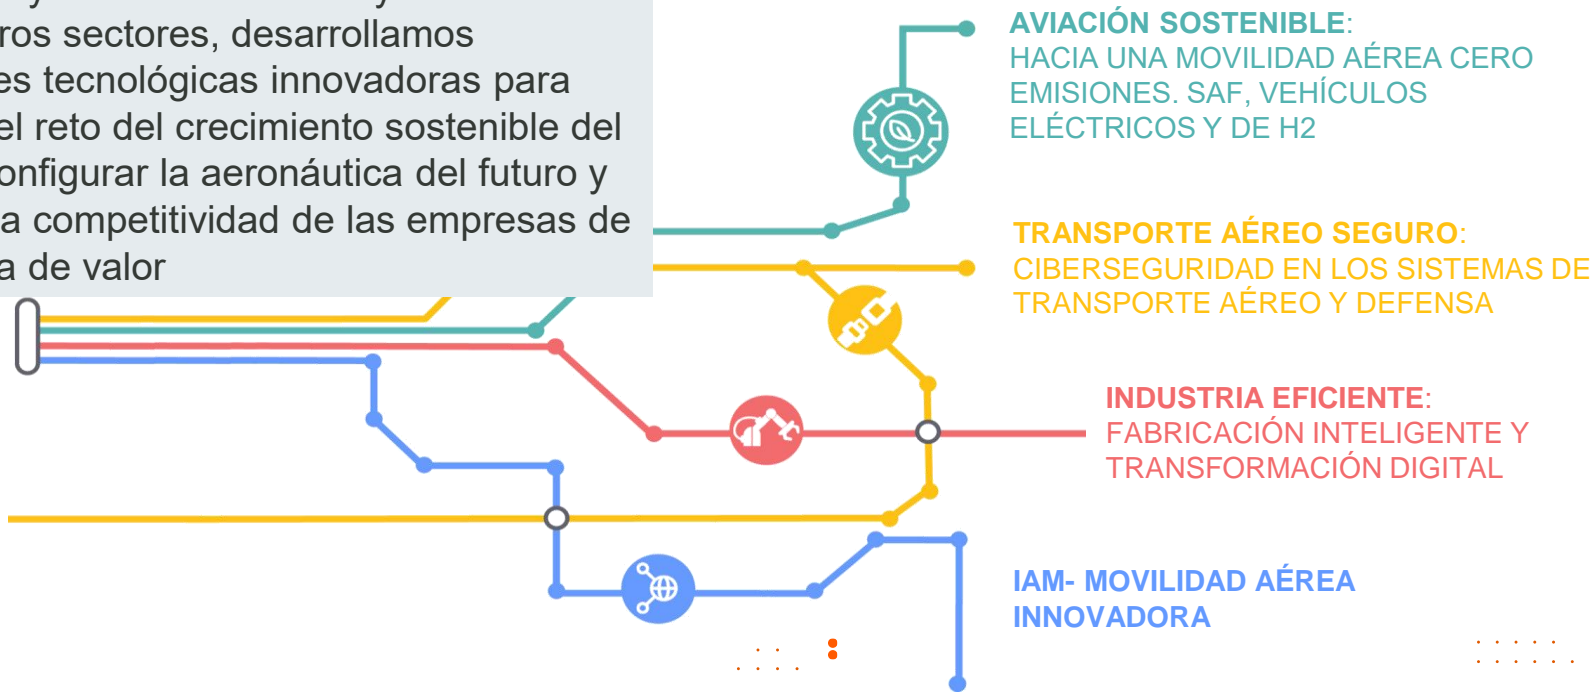 ros sectores, desarrollamos
es tecnológicas innovadoras para
el reto del crecimiento sostenible del
onfigurar la aeronáutica del futuro y
a competitividad de las empresas de
a de valor
AVIACIÓN SOSTENIBLE:
HACIA UNA MOVILIDAD AÉREA CERO
EMISIONES. SAF, VEHÍCULOS
ELÉCTRICOS Y DE H2
TRANSPORTE AÉREO SEGURO:
CIBERSEGURIDAD EN LOS SISTEMAS DE
TRANSPORTE AÉREO Y DEFENSA
INDUSTRIA EFICIENTE:
FABRICACIÓN INTELIGENTE Y
TRANSFORMACIÓN DIGITAL
IAM- MOVILIDAD AÉREA
INNOVADORA